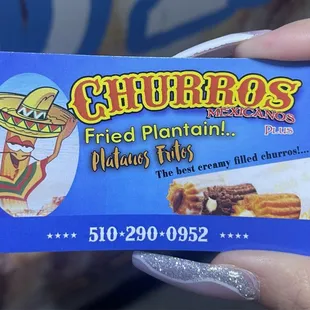 CHURROS
MEXICANOS
PLUS
Fried Plantain!..
Platanos Fritos
The best creamy filled churros!...
★★★★ 510★290★0952 ★★★★